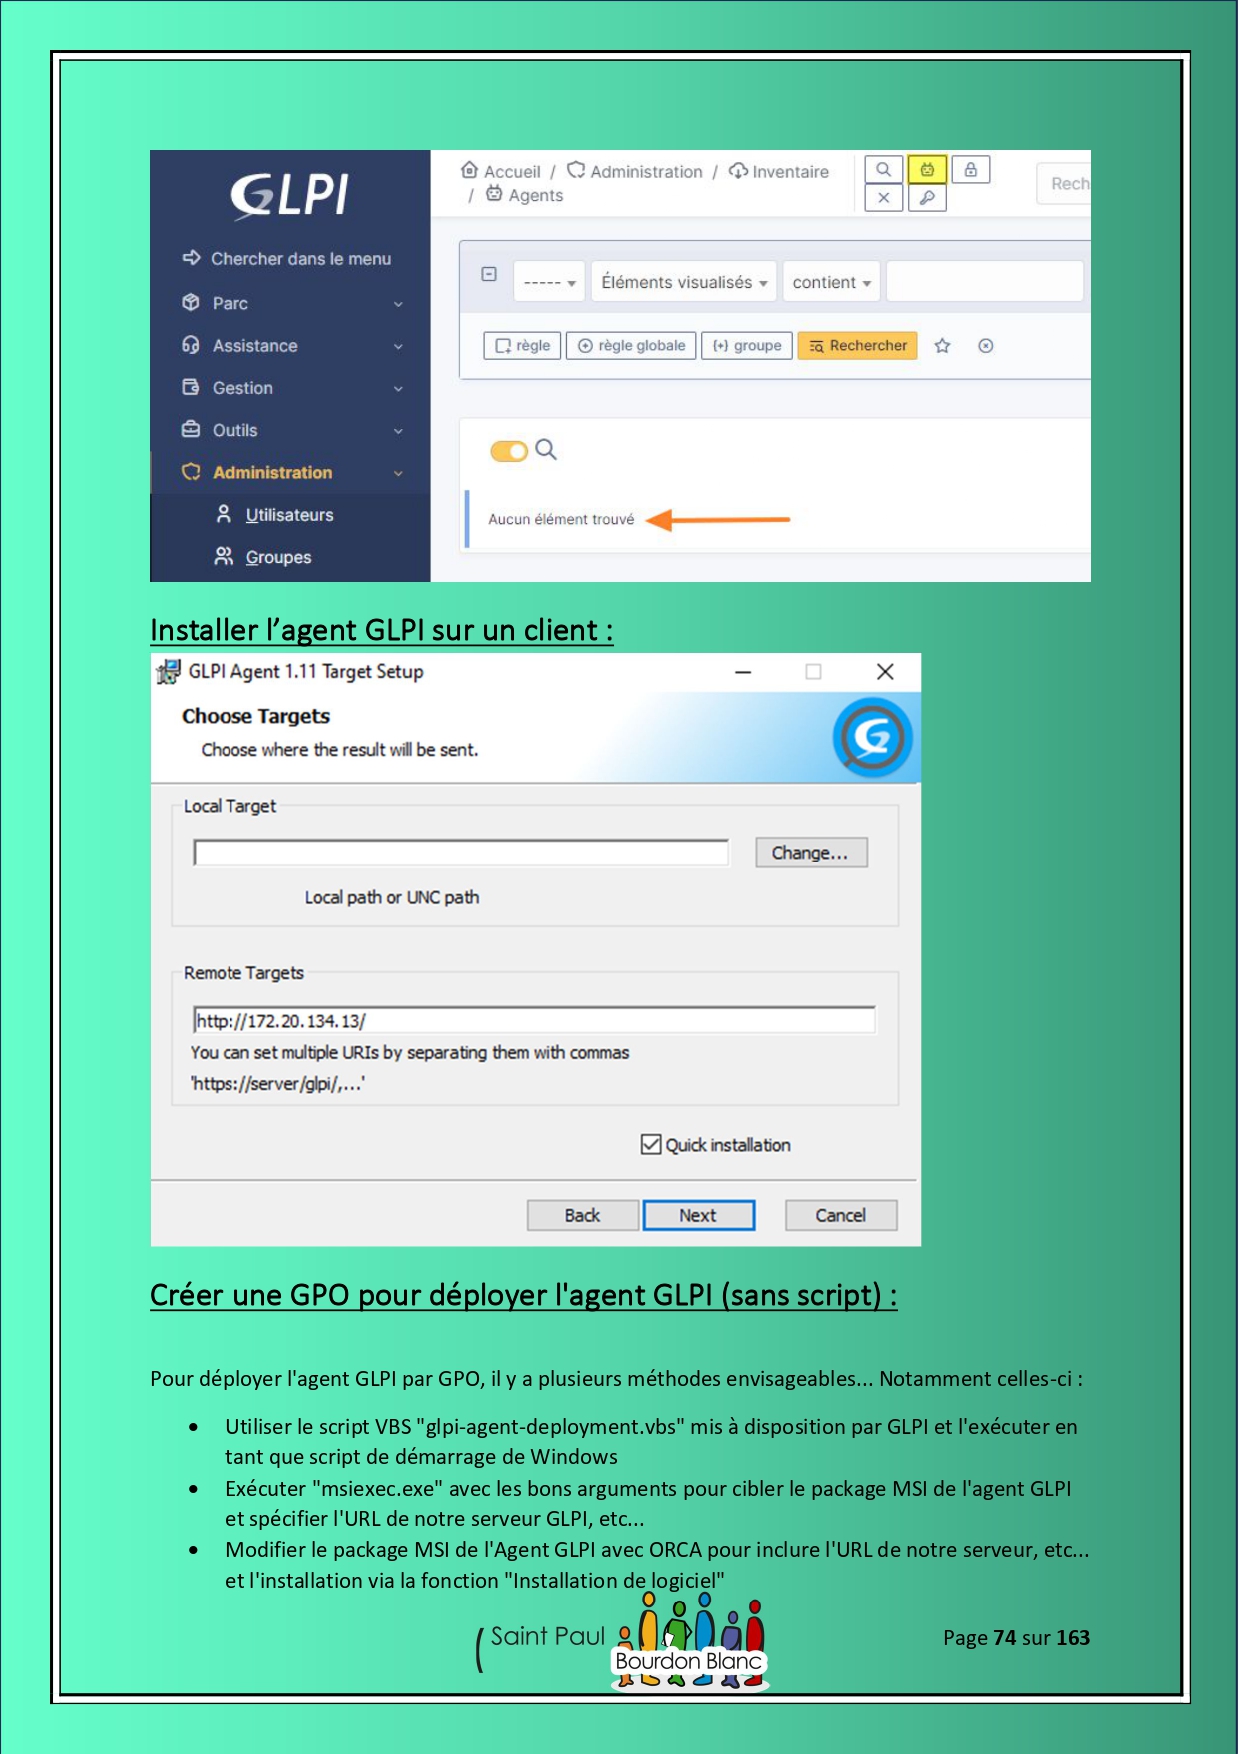 GLPI
Accueil / Administration / Inventaire
/ Agents
Rech
Chercher dans le menu
Parc
Assistance
Gestion
Outils
Administration
Utilisateurs
Groupes
----- Éléments visualisés contient
règle règle globale (+) groupe Rechercher
Aucun élément trouvé
Installer l’agent GLPI sur un client :
GLPI Agent 1.11 Target Setup
Choose Targets
Choose where the result will be sent.
Local Target
Change...
Local path or UNC path
Remote Targets
http://172.20.134.13/
You can set multiple URIs by separating them with commas
'https://server/glpi/,...'
Quick installation
Back Next Cancel
Créer une GPO pour déployer l'agent GLPI (sans script) :
Pour déployer l'agent GLPI par GPO, il y a plusieurs méthodes envisageables... Notamment celles-ci :
• Utiliser le script VBS "glpi-agent-deployment.vbs" mis à disposition par GLPI et l'exécuter en
tant que script de démarrage de Windows
• Exécuter "msiexec.exe" avec les bons arguments pour cibler le package MSI de l'agent GLPI
et spécifier l'URL de notre serveur GLPI, etc...
• Modifier le package MSI de l'Agent GLPI avec ORCA pour inclure l'URL de notre serveur, etc...
et l'installation via la fonction "Installation de logiciel"
Saint Paul
Bourdon Blanc
Page 74 sur 163